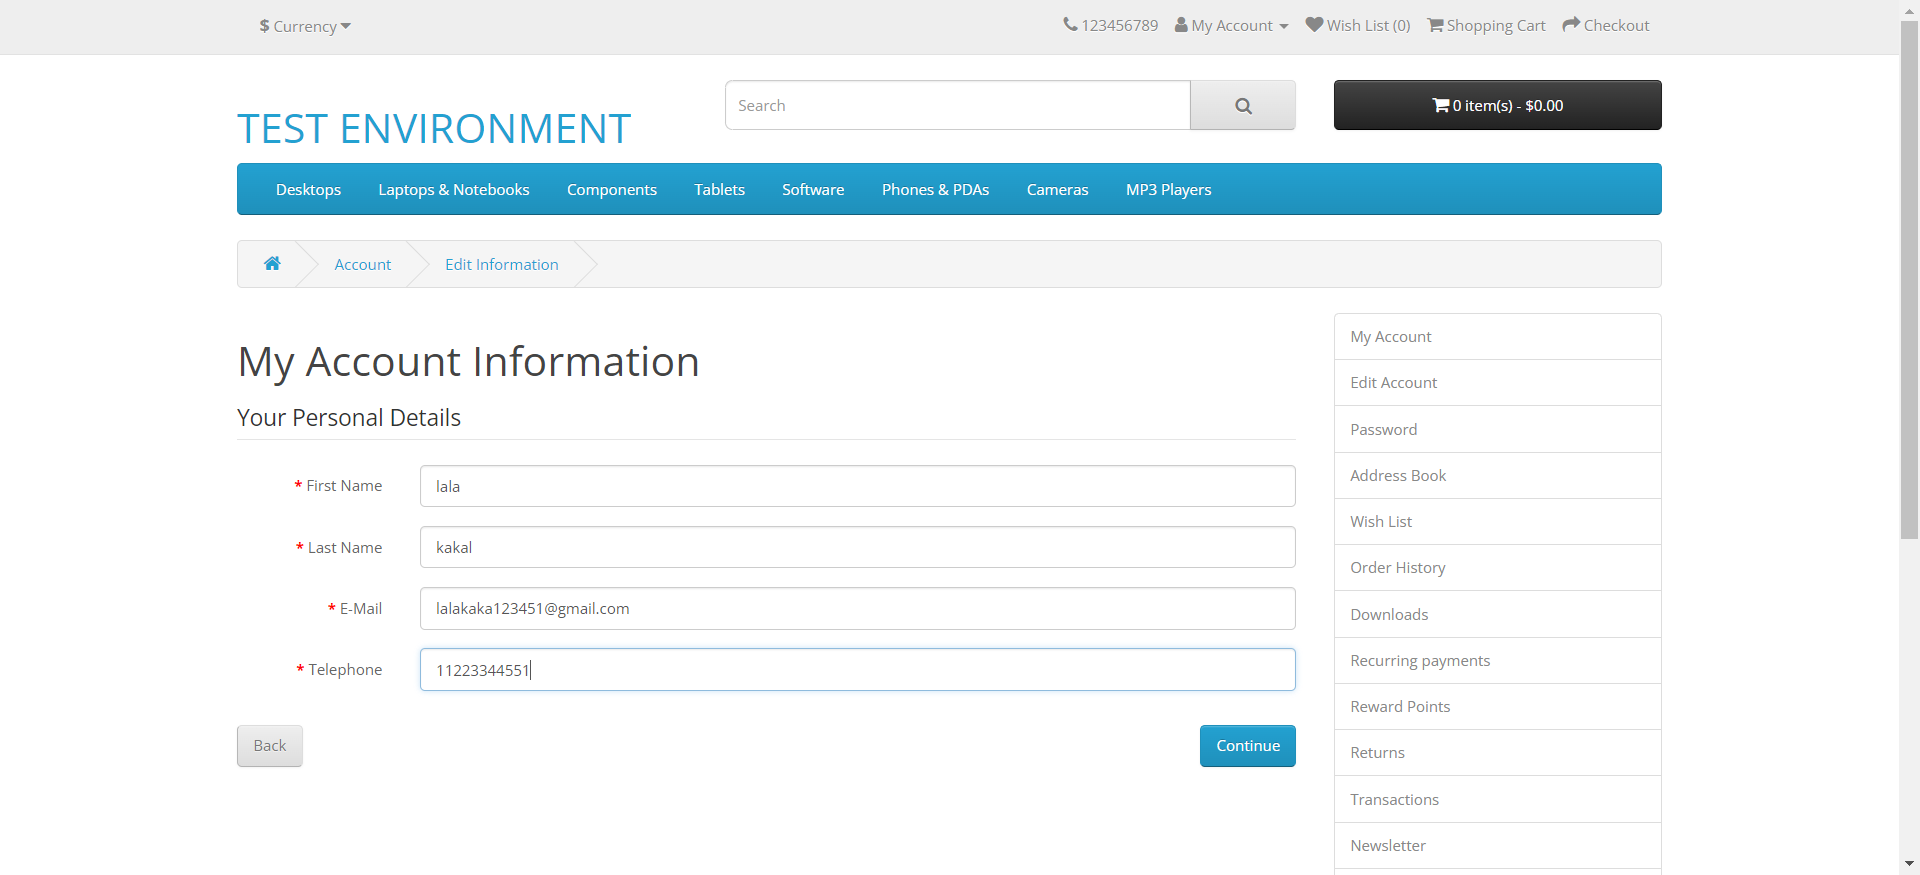 $ Currency
123456789 My Account Wish List (0) Shopping Cart Checkout
TEST ENVIRONMENT
Search
0 item(s) - $0.00
Desktops Laptops & Notebooks Components Tablets Software Phones & PDAs Cameras MP3 Players
Account Edit Information
My Account Information
Your Personal Details
* First Name lala
* Last Name kakal
* E-Mail lalakaka123451@gmail.com
* Telephone 11223344551
Back Continue
My Account
Edit Account
Password
Address Book
Wish List
Order History
Downloads
Recurring payments
Reward Points
Returns
Transactions
Newsletter